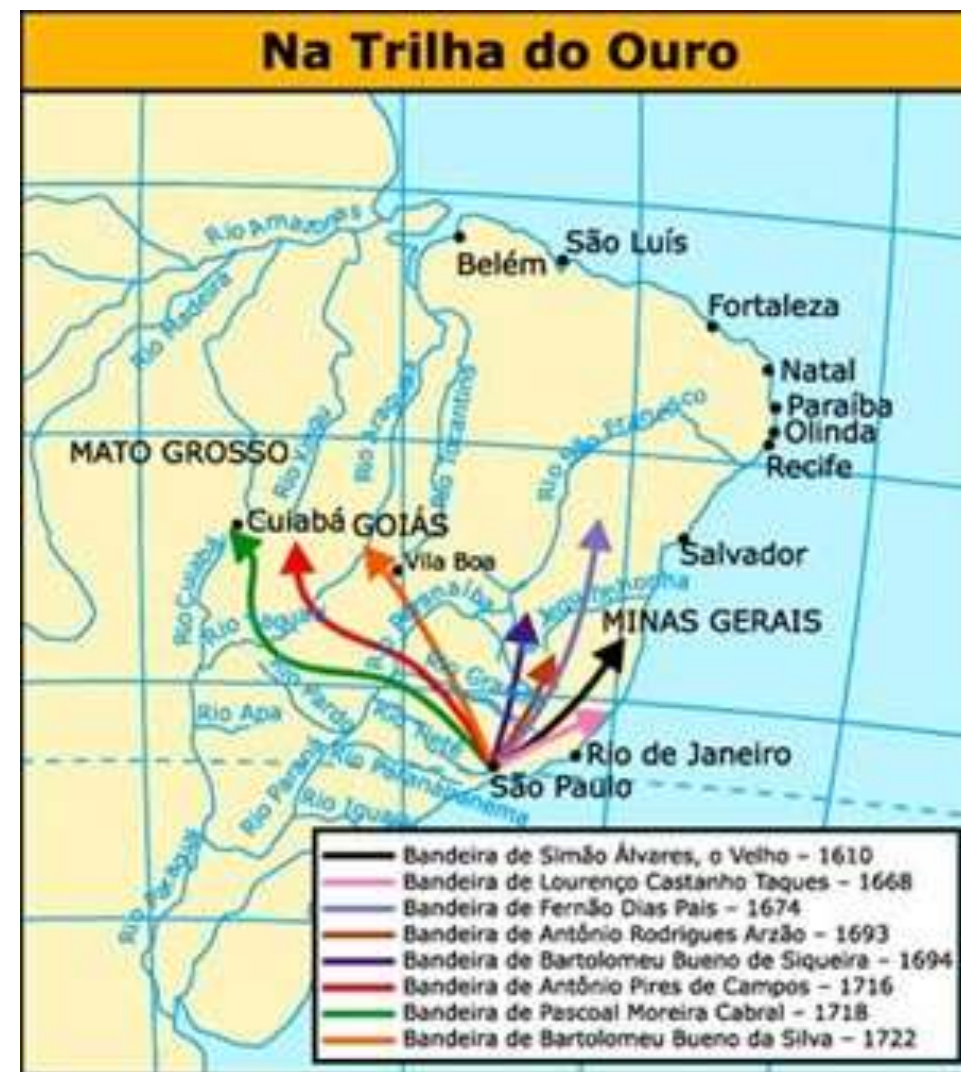 Na Trilha do Ouro
Rio Amazonas
Belém
São Luís
Rio Madeira
Fortaleza
Natal
Paraíba
Olinda
Recife
Rio São Francisco
Rio Tocantins
Rio Araguaia
Rio Xingu
MATO GROSSO
Cuiabá
GOIÁS
Vila Boa
Salvador
Rio Cuiabá
Jequitinhonha
MINAS GERAIS
Paranaíba
Rio Grande
Rio Pardo
Rio Apa
Rio Tietê
Rio de Janeiro
São Paulo
Rio Paraná
Rio Paranapanema
Rio Iguaçu
Rio Paraguai
Bandeira de Simão Álvares, o Velho – 1610
Bandeira de Lourenço Castanho Taques – 1668
Bandeira de Fernão Dias Pais – 1674
Bandeira de Antônio Rodrigues Arzão – 1693
Bandeira de Bartolomeu Bueno de Siqueira – 1694
Bandeira de Antônio Pires de Campos – 1716
Bandeira de Pascoal Moreira Cabral – 1718
Bandeira de Bartolomeu Bueno da Silva – 1722